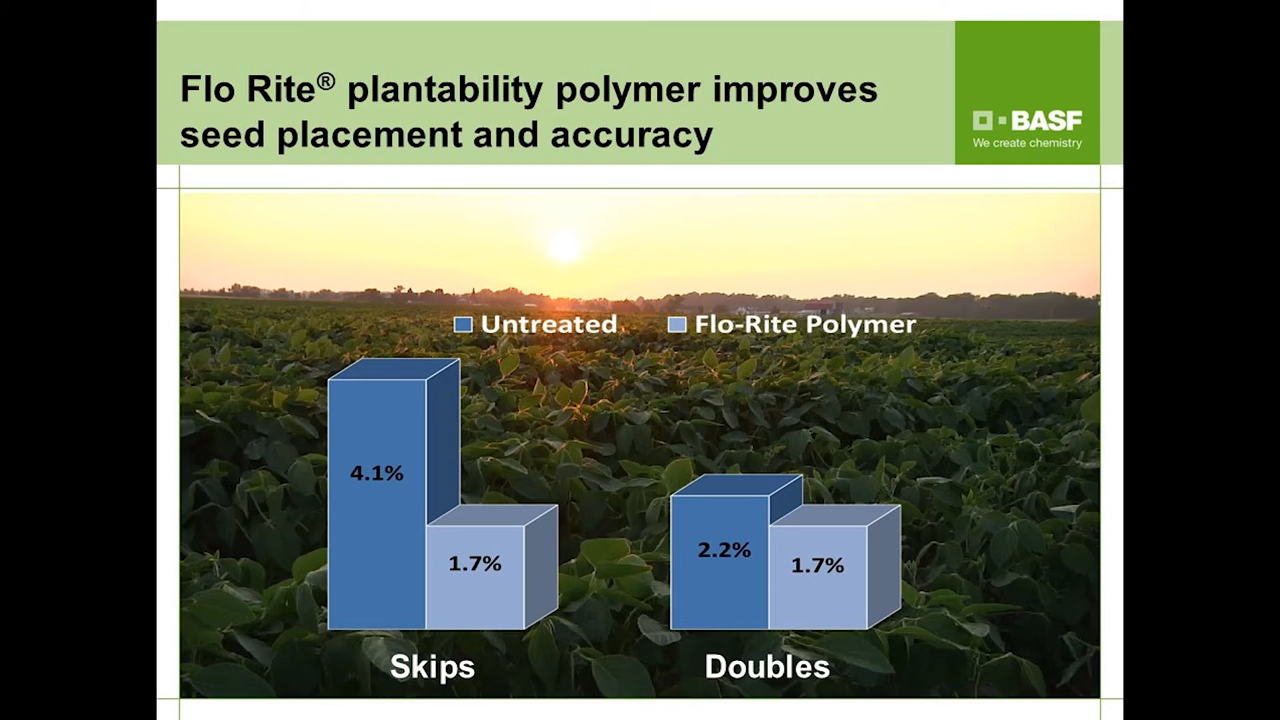 Flo Rite® plantability polymer improves
seed placement and accuracy
BASF
We create chemistry
Untreated Flo-Rite Polymer
4.1%
1.7%
2.2%
1.7%
Skips Doubles